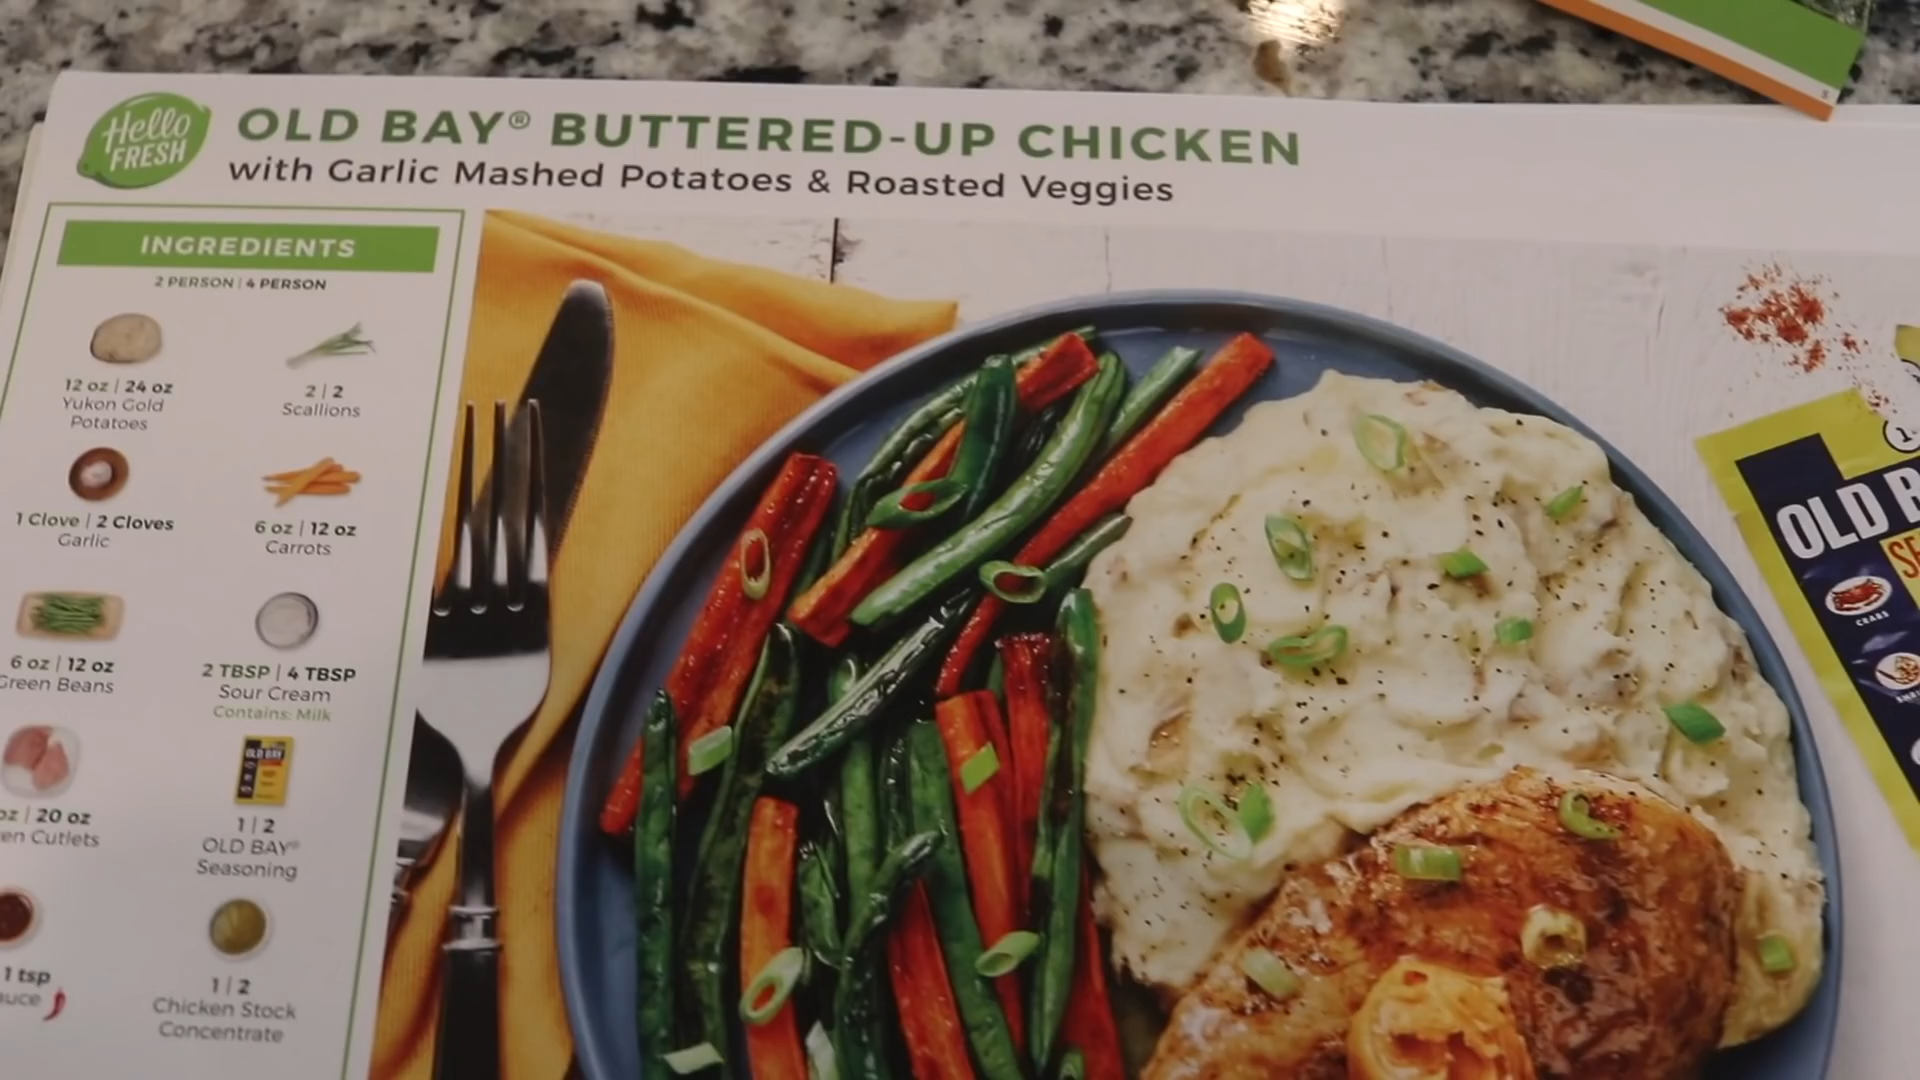 Hello
FRESH
OLD BAY® BUTTERED-UP CHICKEN
with Garlic Mashed Potatoes & Roasted Veggies
INGREDIENTS
2 PERSON | 4 PERSON
12 oz | 24 oz
Yukon Gold
Potatoes
2 | 2
Scallions
1 Clove | 2 Cloves
Garlic
6 oz | 12 oz
Carrots
6 oz | 12 oz
Green Beans
2 TBSP | 4 TBSP
Sour Cream
Contains: Milk
oz | 20 oz
Cutlets
1 | 2
OLD BAY®
Seasoning
1 tsp
1 | 2
Chicken Stock
Concentrate
OLD BAY
OLD B
CRABS